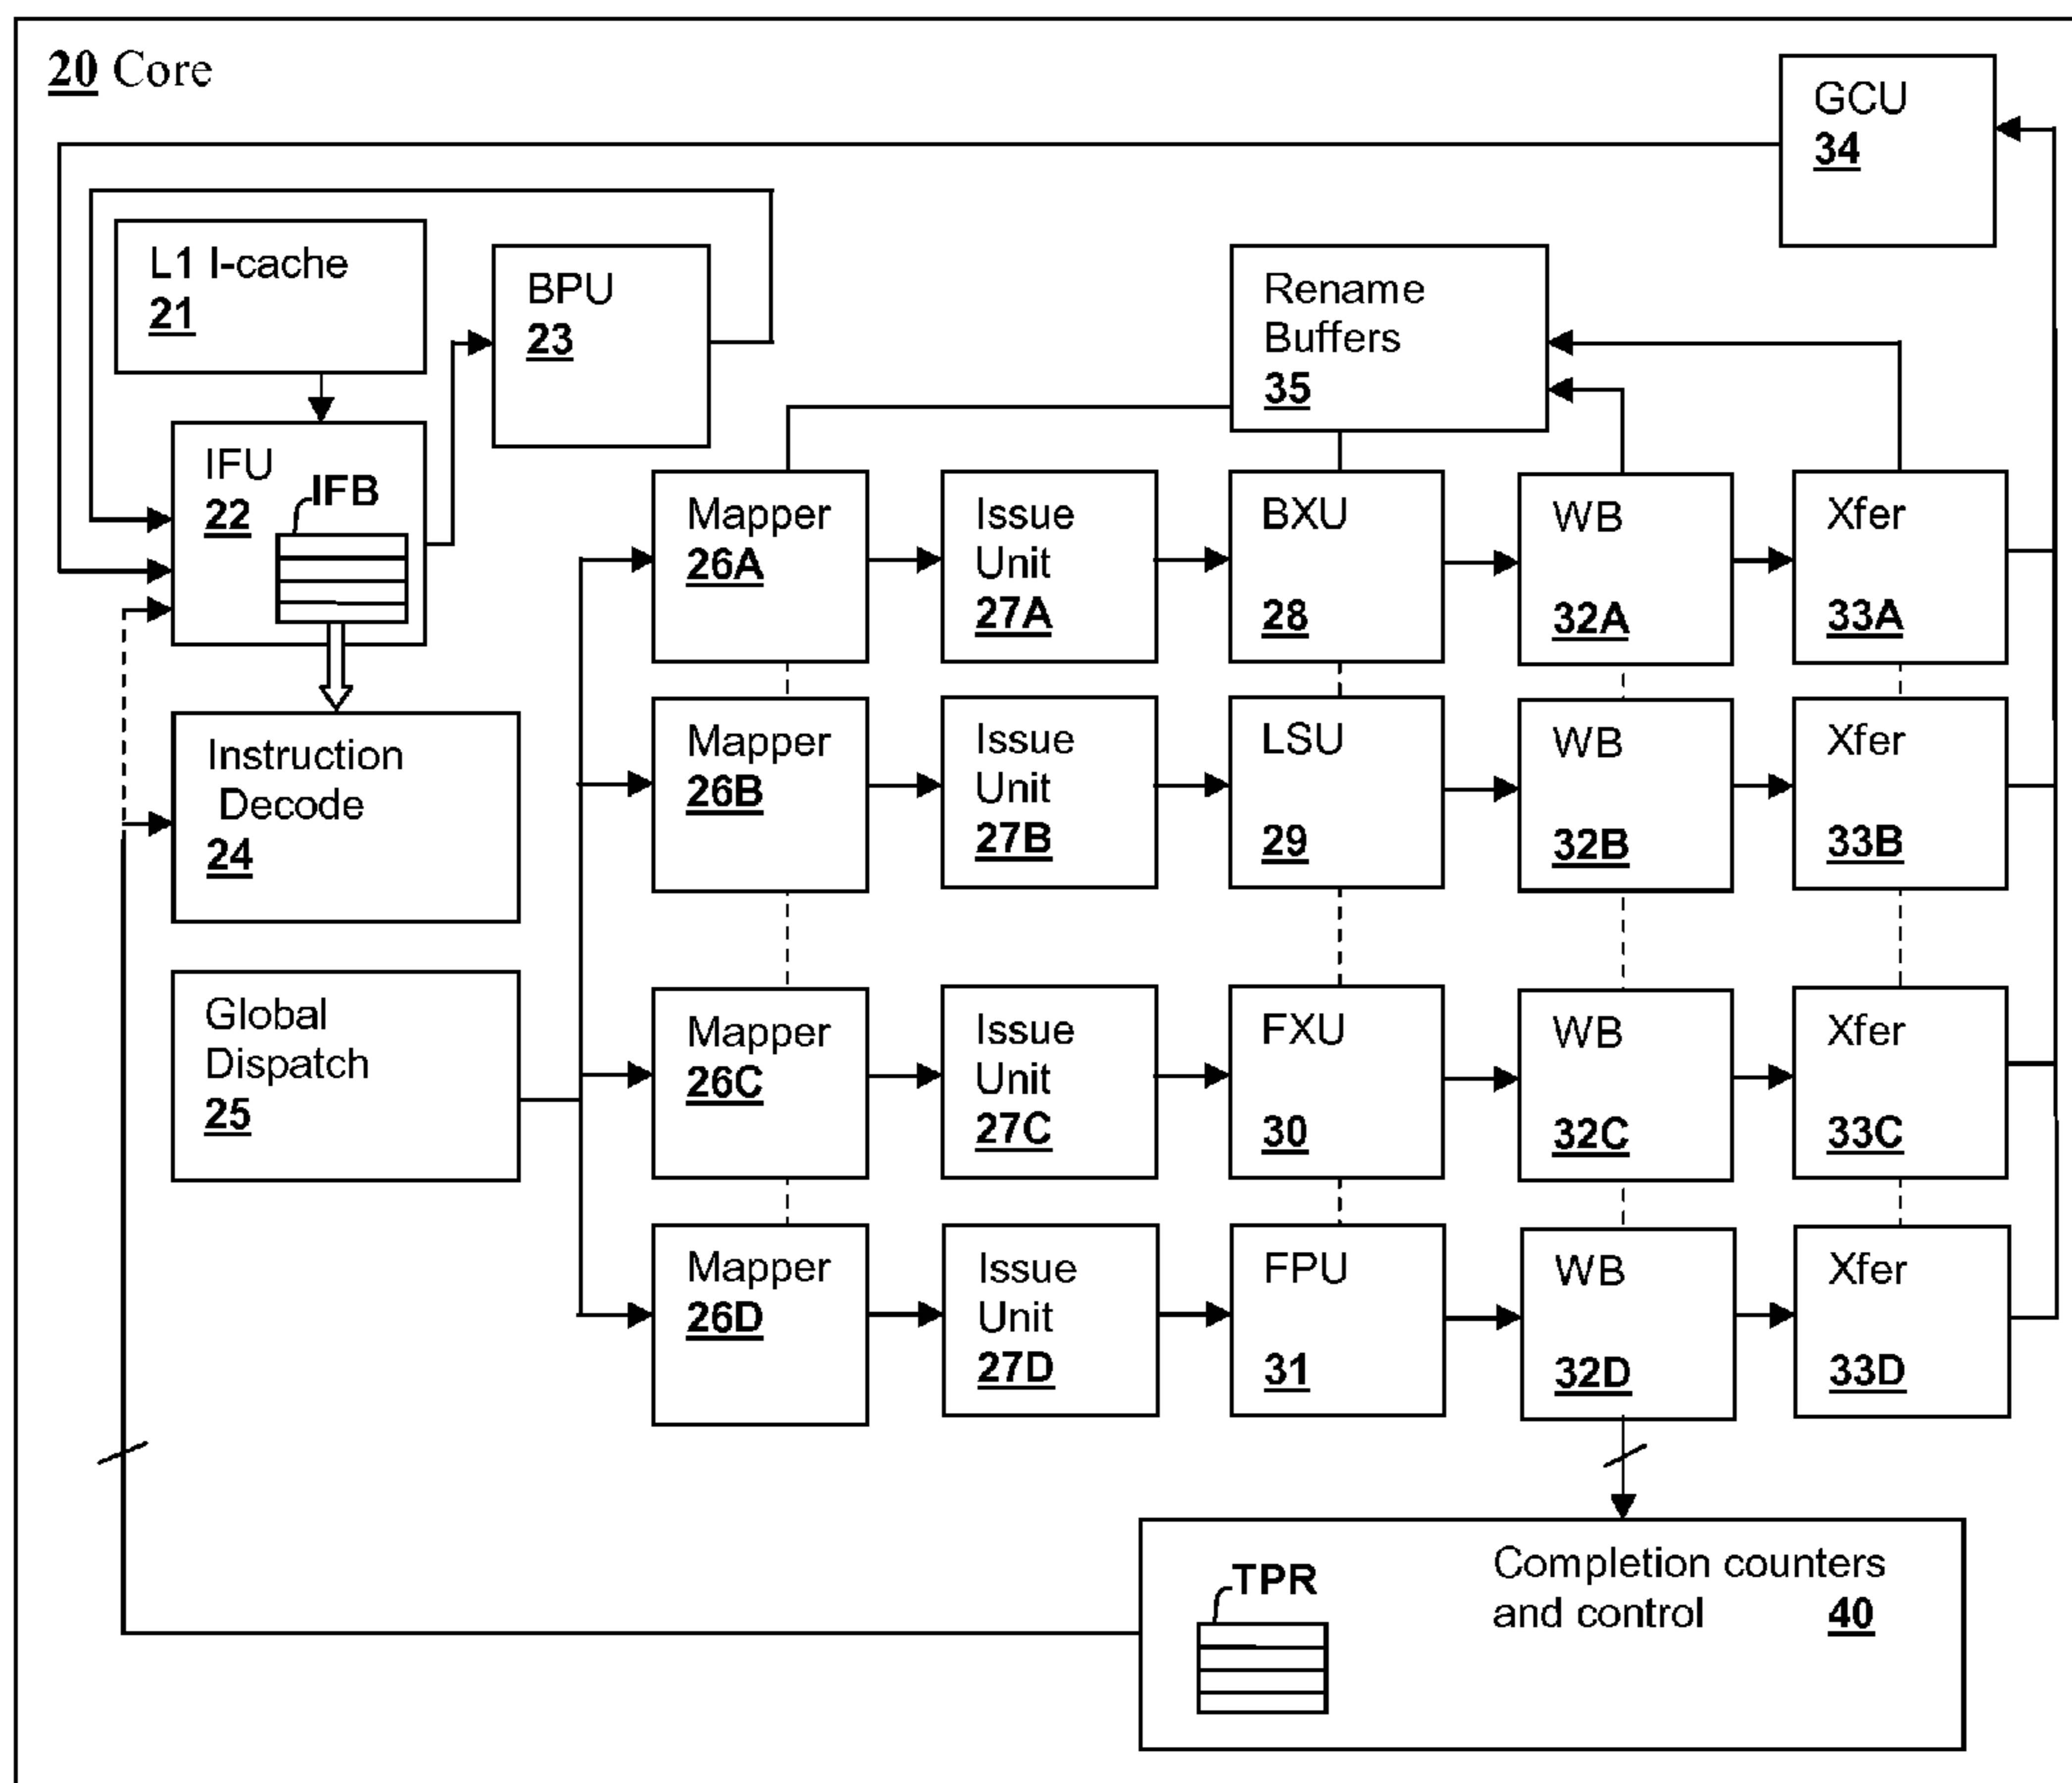 20 Core
GCU
34
L1 I-cache
21
BPU
23
Rename
Buffers
35
IFU
22
IFB
Mapper
26A
Issue
Unit
27A
BXU
28
WB
32A
Xfer
33A
Instruction
Decode
24
Mapper
26B
Issue
Unit
27B
LSU
29
WB
32B
Xfer
33B
Global
Dispatch
25
Mapper
26C
Issue
Unit
27C
FXU
30
WB
32C
Xfer
33C
Mapper
26D
Issue
Unit
27D
FPU
31
WB
32D
Xfer
33D
TPR
Completion counters
and control 40